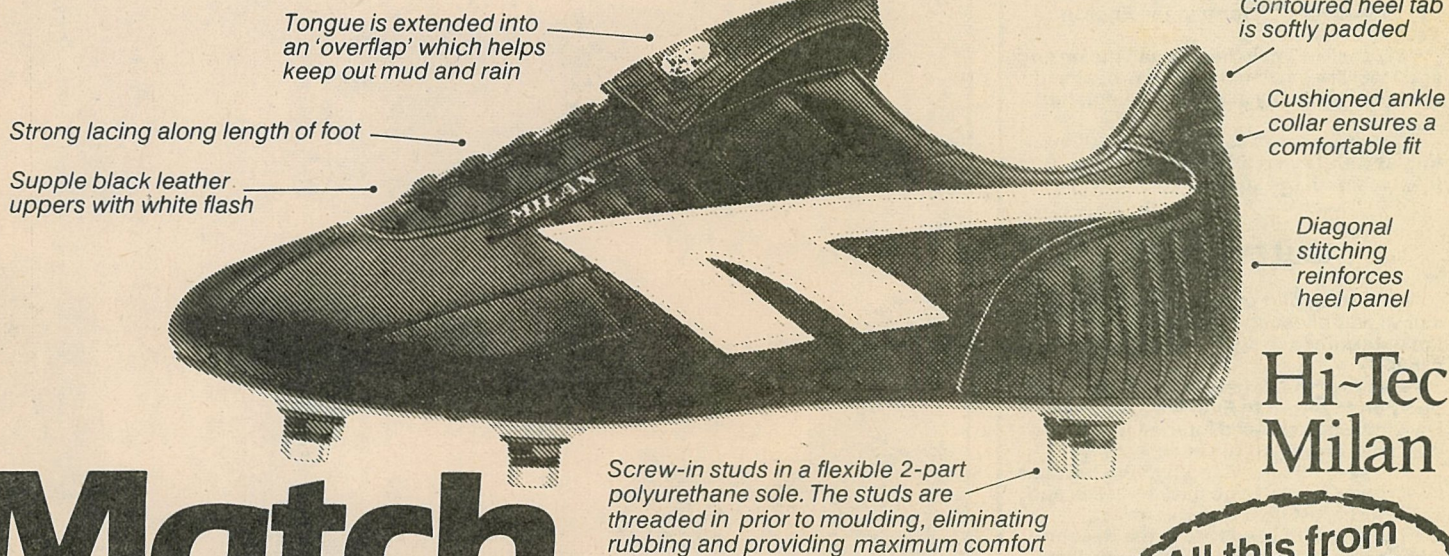 Tongue is extended into
an 'overflap' which helps
keep out mud and rain
Contoured heel tab
is softly padded
Strong lacing along length of foot
Cushioned ankle
collar ensures a
comfortable fit
Supple black leather
uppers with white flash
MILAN
Diagonal
stitching
reinforces
heel panel
Hi-Tec
Milan
Match
Screw-in studs in a flexible 2-part
polyurethane sole. The studs are
threaded in prior to moulding, eliminating
rubbing and providing maximum comfort
All this from